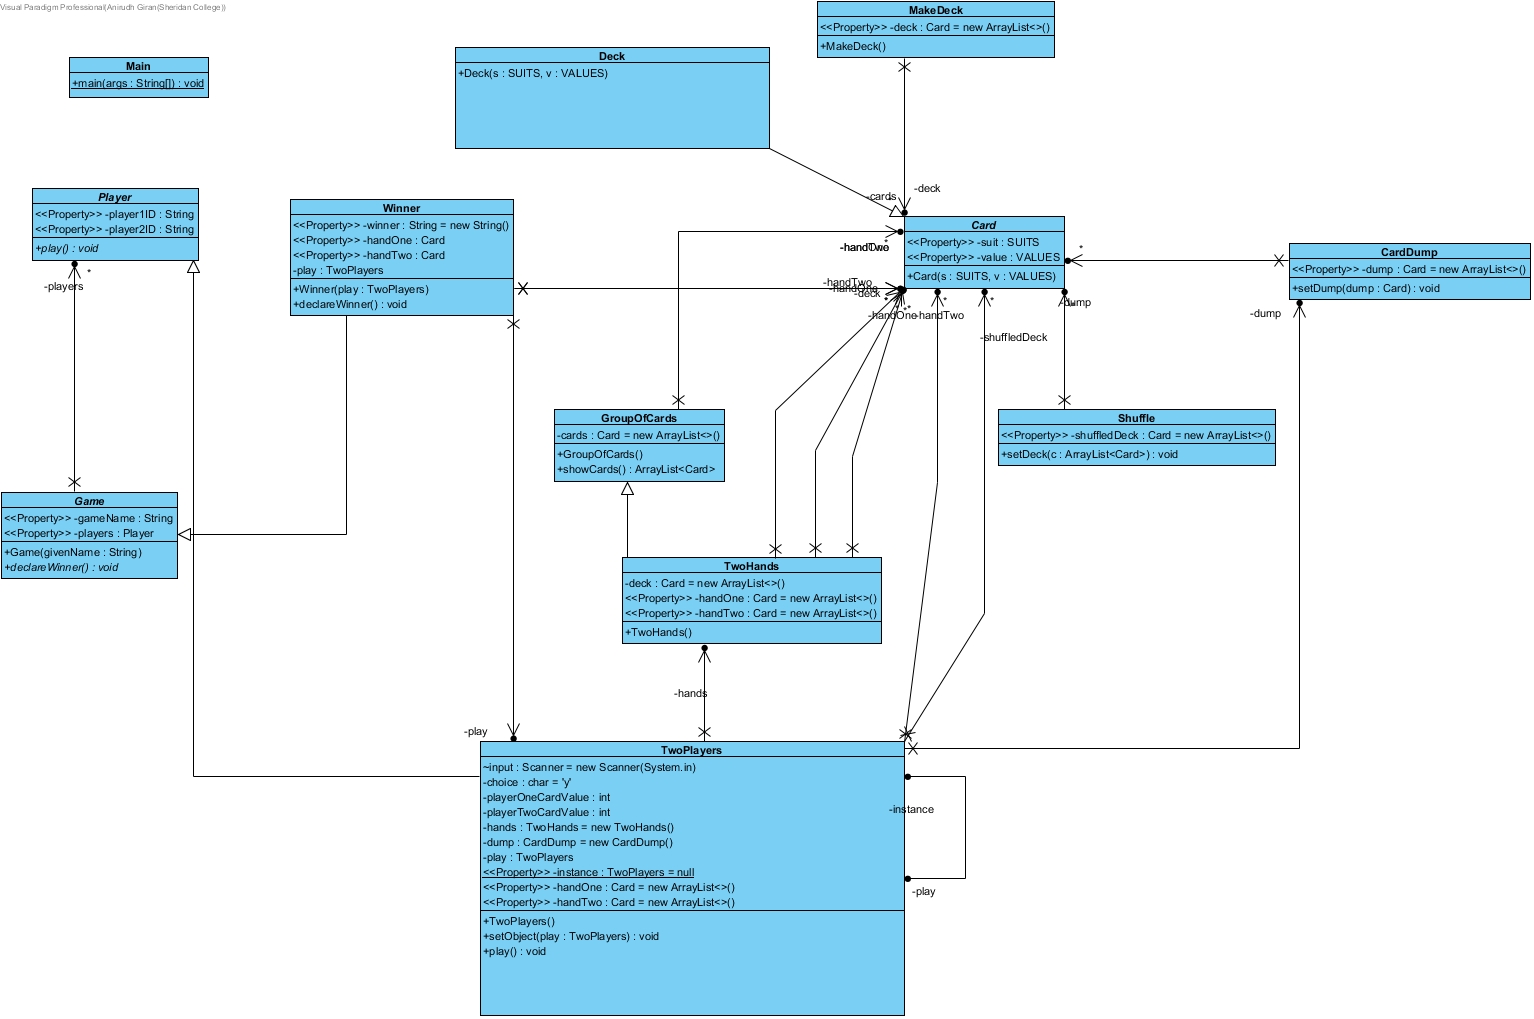 Visual Paradigm Professional(Anirudh Giran(Sheridan College))
MakeDeck
<<Property>> -deck : Card = new ArrayList<>()
+MakeDeck()
Deck
+Deck(s : SUITS, v : VALUES)
Main
+main(args : String[]) : void
Player
<<Property>> -player1ID : String
<<Property>> -player2ID : String
+play() : void
Winner
<<Property>> -winner : String = new String()
<<Property>> -handOne : Card
<<Property>> -handTwo : Card
-play : TwoPlayers
+Winner(play : TwoPlayers)
+declareWinner() : void
-cards
-deck
Card
<<Property>> -suit : SUITS
<<Property>> -value : VALUES
+Card(s : SUITS, v : VALUES)
CardDump
<<Property>> -dump : Card = new ArrayList<>()
+setDump(dump : Card) : void
*
*
*
-players
-handTwo
-handTwo
-handOne
-deck
*
*
*
-dump
-handOne
-handTwo
-dump
-shuffledDeck
GroupOfCards
-cards : Card = new ArrayList<>()
+GroupOfCards()
+showCards() : ArrayList<Card>
Shuffle
<<Property>> -shuffledDeck : Card = new ArrayList<>()
+setDeck(c : ArrayList<Card>) : void
Game
<<Property>> -gameName : String
<<Property>> -players : Player
+Game(givenName : String)
+declareWinner() : void
TwoHands
-deck : Card = new ArrayList<>()
<<Property>> -handOne : Card = new ArrayList<>()
<<Property>> -handTwo : Card = new ArrayList<>()
+TwoHands()
-hands
-play
TwoPlayers
~input : Scanner = new Scanner(System.in)
-choice : char = 'y'
-playerOneCardValue : int
-playerTwoCardValue : int
-hands : TwoHands = new TwoHands()
-dump : CardDump = new CardDump()
-play : TwoPlayers
<<Property>> -instance : TwoPlayers = null
<<Property>> -handOne : Card = new ArrayList<>()
<<Property>> -handTwo : Card = new ArrayList<>()
+TwoPlayers()
+setObject(play : TwoPlayers) : void
+play() : void
-instance
-play